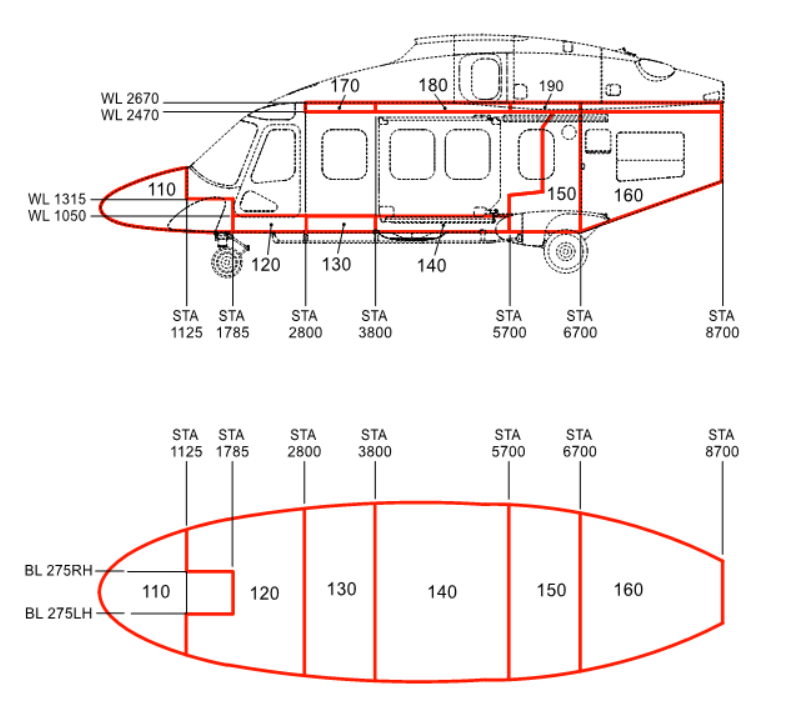 170
180
190
WL 2670
WL 2470
110
150
160
WL 1315
WL 1050
120
130
140
STA STA STA STA STA STA STA
1125 1785 2800 3800 5700 6700 8700
STA STA STA STA STA STA STA
1125 1785 2800 3800 5700 6700 8700
BL 275RH
110 120 130 140 150 160
BL 275LH